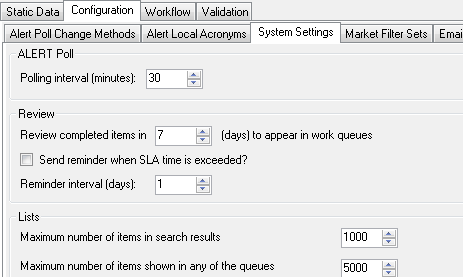 Static Data Configuration Workflow Validation
Alert Poll Change Methods Alert Local Acronyms System Settings Market Filter Sets Emai
ALERT Poll
Polling interval (minutes): 30
Review
Review completed items in 7 (days) to appear in work queues
Send reminder when SLA time is exceeded?
Reminder interval (days): 1
Lists
Maximum number of items in search results 1000
Maximum number of items shown in any of the queues 5000